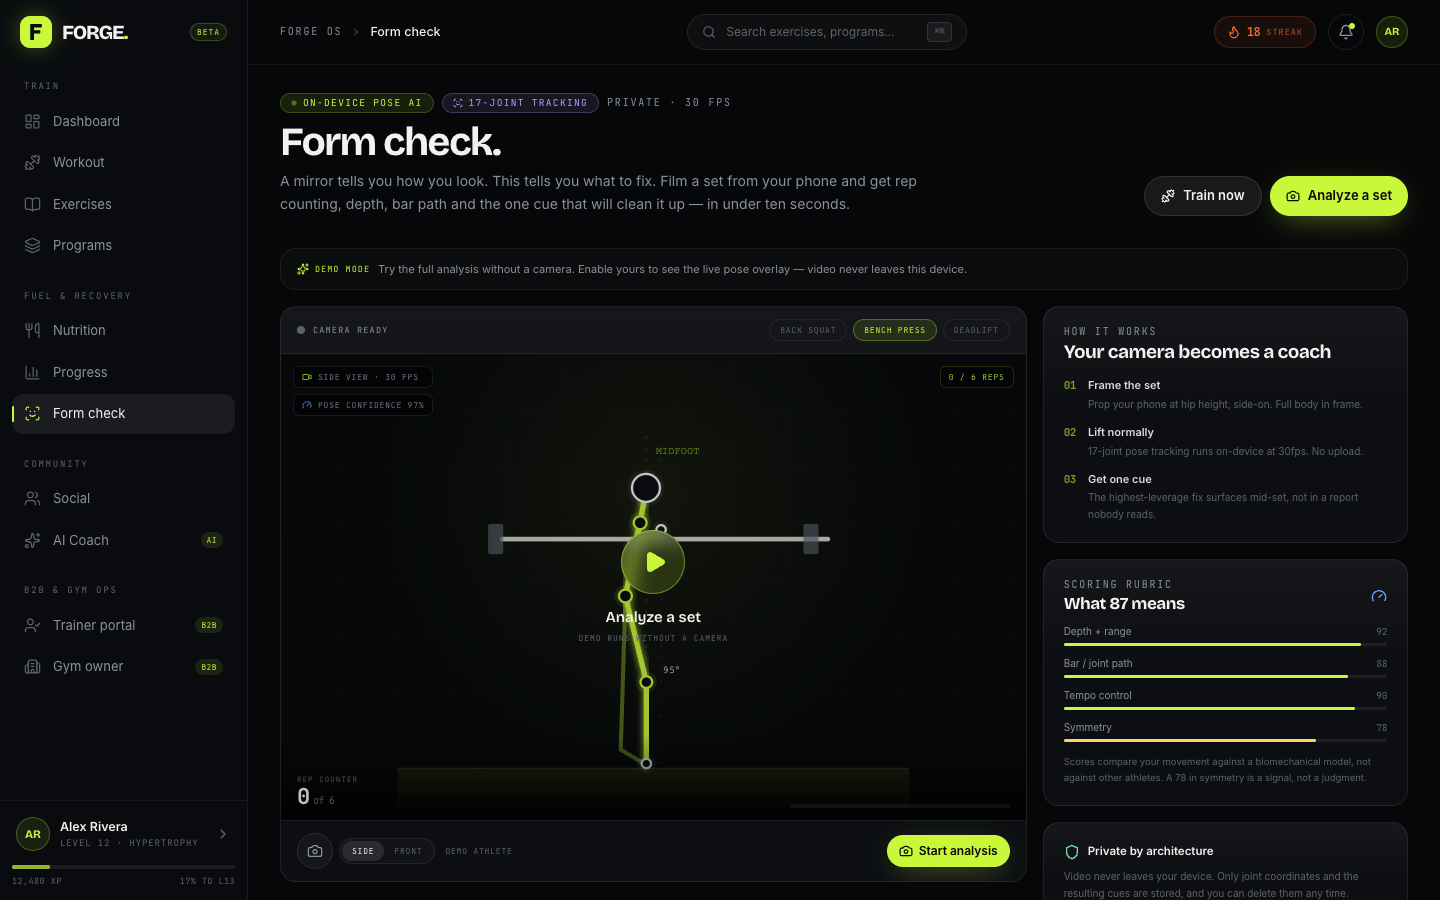 F FORGE. BETA
TRAIN
Dashboard
Workout
Exercises
Programs
FUEL & RECOVERY
Nutrition
Progress
Form check
COMMUNITY
Social
AI Coach AI
B2B & GYM OPS
Trainer portal B2B
Gym owner B2B
AR Alex Rivera
LEVEL 12 · HYPERTROPHY
12,480 XP 17% TO L13
FORGE OS Form check
Search exercises, programs... ⌘K
18 STREAK
AR
ON-DEVICE POSE AI 17-JOINT TRACKING PRIVATE · 30 FPS
Form check.
A mirror tells you how you look. This tells you what to fix. Film a set from your phone and get rep
counting, depth, bar path and the one cue that will clean it up — in under ten seconds.
Train now
Analyze a set
DEMO MODE Try the full analysis without a camera. Enable yours to see the live pose overlay — video never leaves this device.
CAMERA READY
BACK SQUAT BENCH PRESS DEADLIFT
SIDE VIEW · 30 FPS
POSE CONFIDENCE 97%
0 / 6 REPS
MIDFOOT
Analyze a set
DEMO RUNS WITHOUT A CAMERA
95°
REP COUNTER
0 of 6
SIDE FRONT DEMO ATHLETE
Start analysis
HOW IT WORKS
Your camera becomes a coach
01 Frame the set
Prop your phone at hip height, side-on. Full body in frame.
02 Lift normally
17-joint pose tracking runs on-device at 30fps. No upload.
03 Get one cue
The highest-leverage fix surfaces mid-set, not in a report
nobody reads.
SCORING RUBRIC
What 87 means
Depth + range 92
Bar / joint path 88
Tempo control 90
Symmetry 78
Scores compare your movement against a biomechanical model, not
against other athletes. A 78 in symmetry is a signal, not a judgment.
Private by architecture
Video never leaves your device. Only joint coordinates and the
resulting cues are stored, and you can delete them any time.